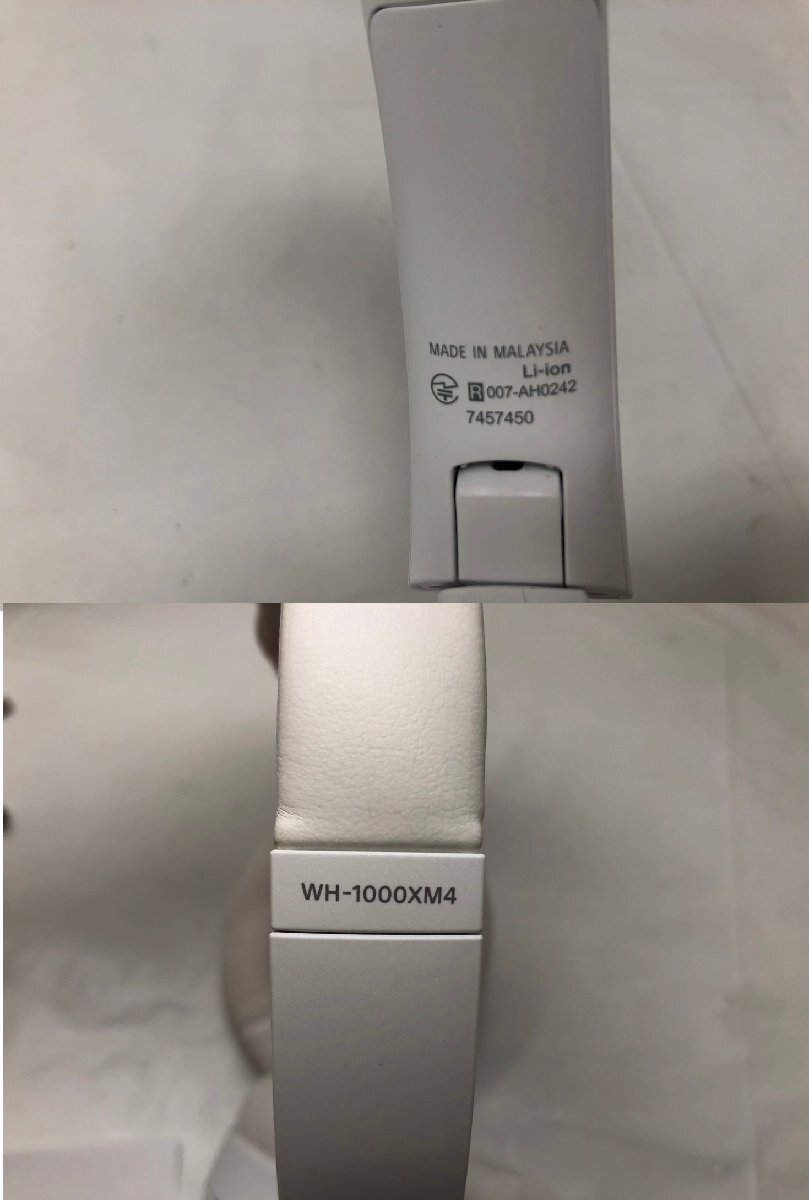 MADE IN MALAYSIA
Li-ion
R 007-AH0242
7457450
WH-1000XM4